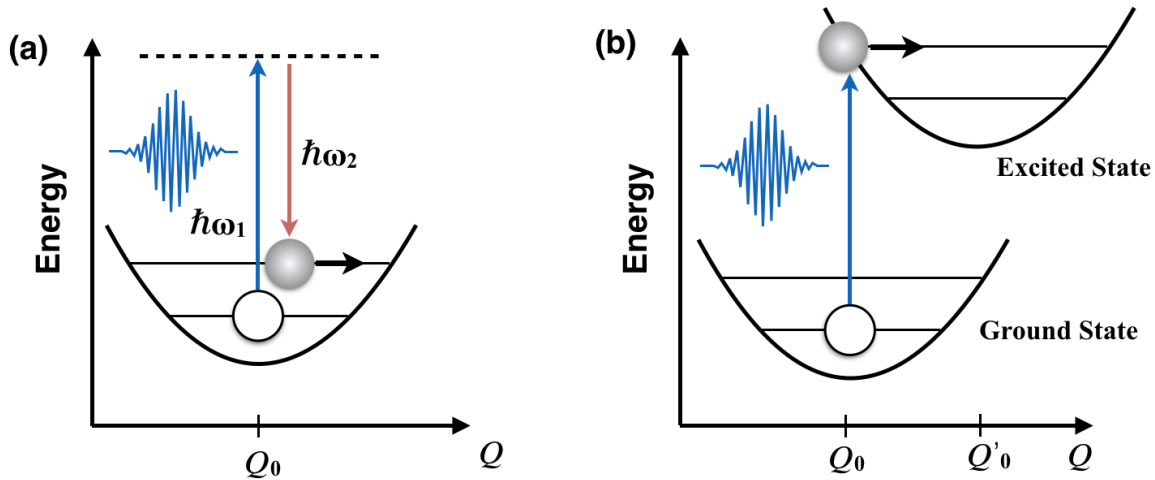 (a)
Energy
ħω1
ħω2
Q0
Q
(b)
Energy
Excited State
Ground State
Q0
Q'0
Q